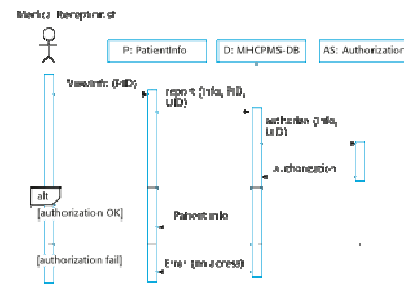 Medical Receptionist
P: PatientInfo
D: MHCPMS-DB
AS: Authorization
ViewInfo (PID)
report (Info, PID,
UID)
authorize (Info,
UID)
Authorization
alt
[authorization OK]
Patient info
[authorization fail]
Error (no access)